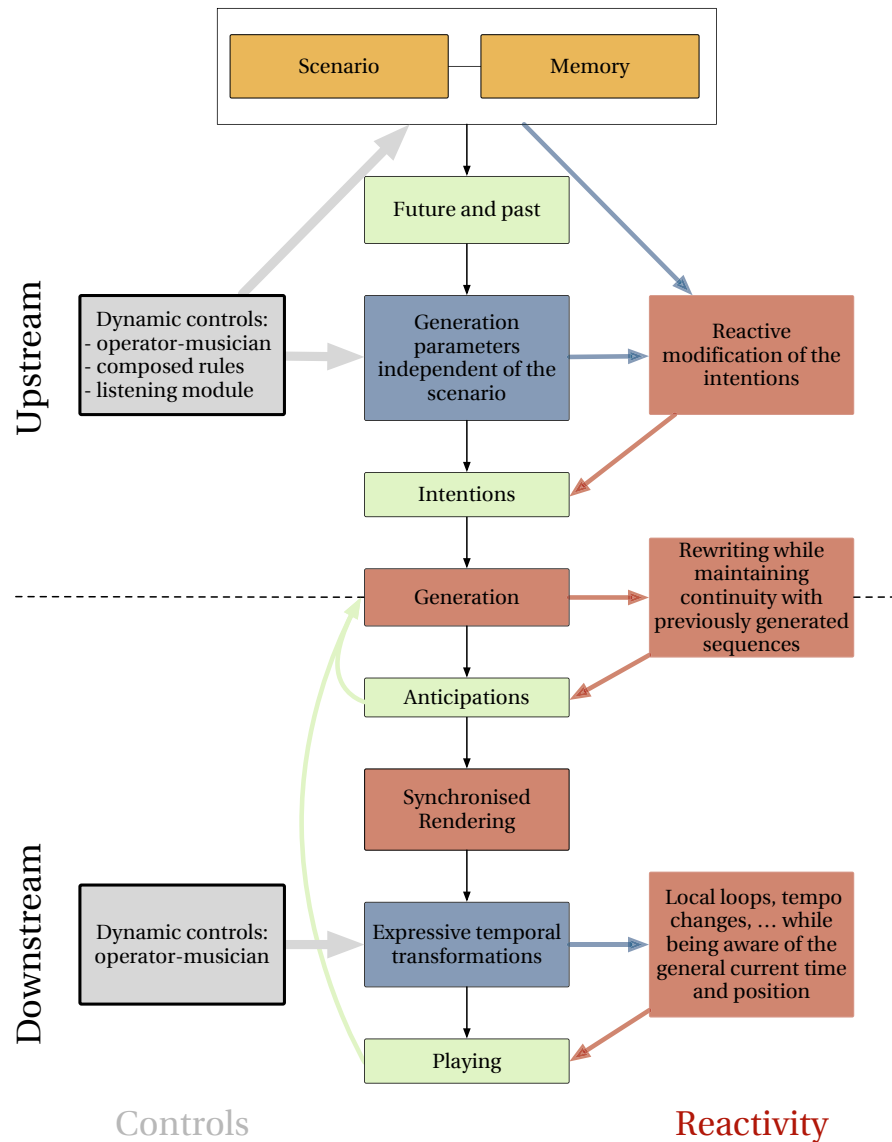 Scenario
Memory
Future and past
Upstream
Dynamic controls:
- operator-musician
- composed rules
- listening module
Generation
parameters
independent of the
scenario
Reactive
modification of the
intentions
Intentions
Generation
Rewriting while
maintaining
continuity with
previously generated
sequences
Anticipations
Synchronised
Rendering
Downstream
Dynamic controls:
operator-musician
Expressive temporal
transformations
Local loops, tempo
changes, … while
being aware of the
general current time
and position
Playing
Controls
Reactivity